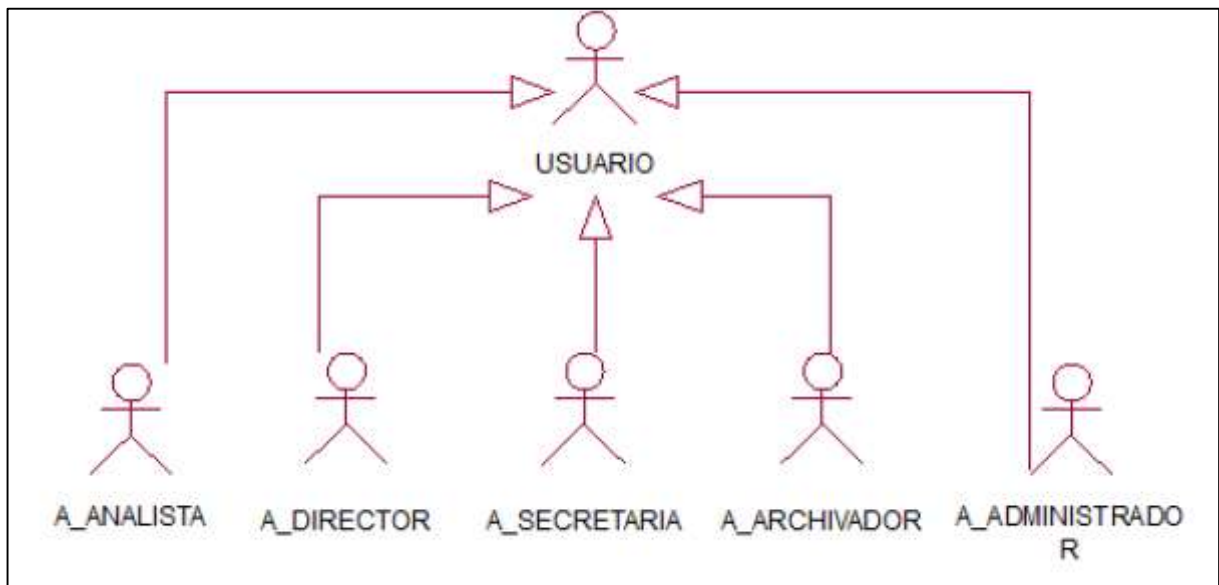 USUARIO
A_ANALISTA
A_DIRECTOR
A_SECRETARIA
A_ARCHIVADOR
A_ADMINISTRADO
R